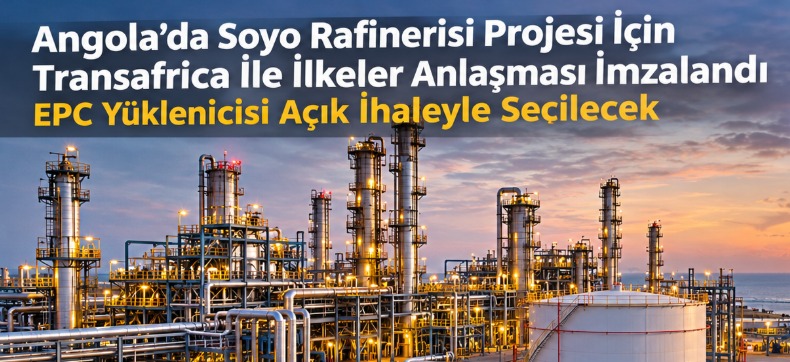 Angola’da Soyo Rafinerisi Projesi İçin
Transafrica İle İlkeler Anlaşması İmzalandı
EPC Yüklenicisi Açık İhaleyle Seçilecek